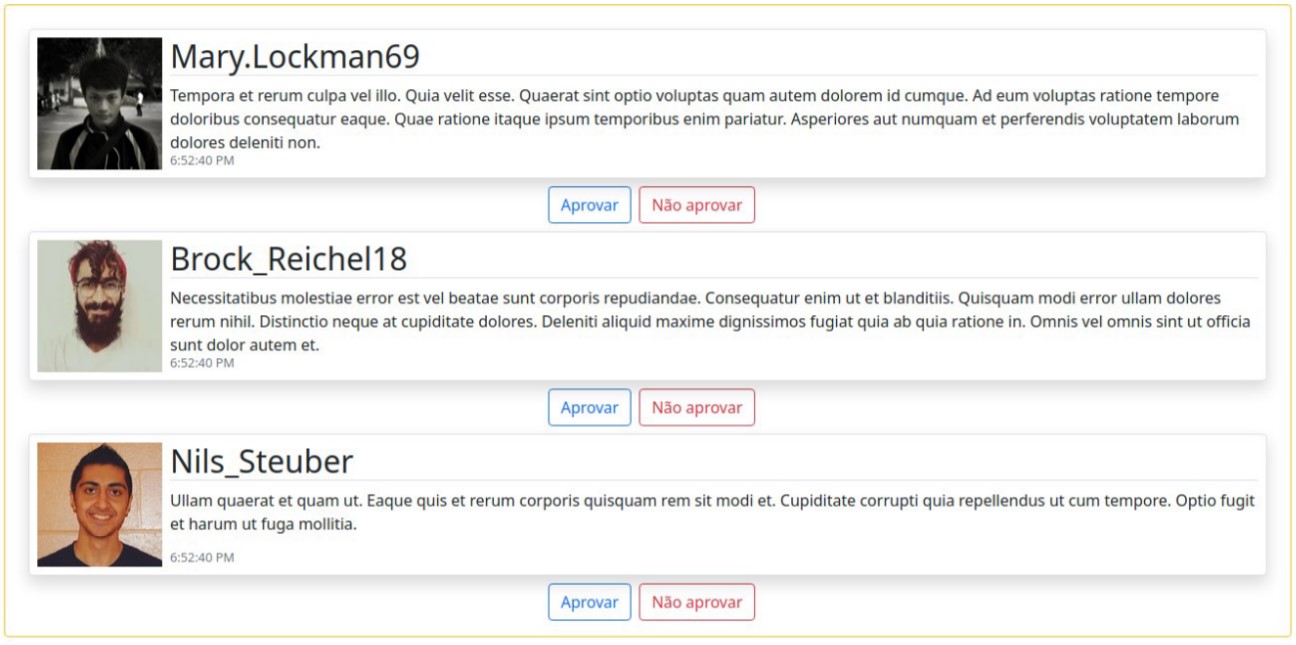 Mary.Lockman69
Tempora et rerum culpa vel illo. Quia velit esse. Quaerat sint optio voluptas quam autem dolorem id cumque. Ad eum voluptas ratione tempore
doloribus consequatur eaque. Quae ratione itaque ipsum temporibus enim pariatur. Asperiores aut numquam et perferendis voluptatem laborum
dolores deleniti non.
6:52:40 PM
Aprovar Não aprovar
Brock_Reichel18
Necessitatibus molestiae error est vel beatae sunt corporis repudiandae. Consequatur enim ut et blanditiis. Quisquam modi error ullam dolores
rerum nihil. Distinctio neque at cupiditate dolores. Deleniti aliquid maxime dignissimos fugiat quia ab quia ratione in. Omnis vel omnis sint ut officia
sunt dolor autem et.
6:52:40 PM
Aprovar Não aprovar
Nils_Steuber
Ullam quaerat et quam ut. Eaque quis et rerum corporis quisquam rem sit modi et. Cupiditate corrupti quia repellendus ut cum tempore. Optio fugit
et harum ut fuga mollitia.
6:52:40 PM
Aprovar Não aprovar